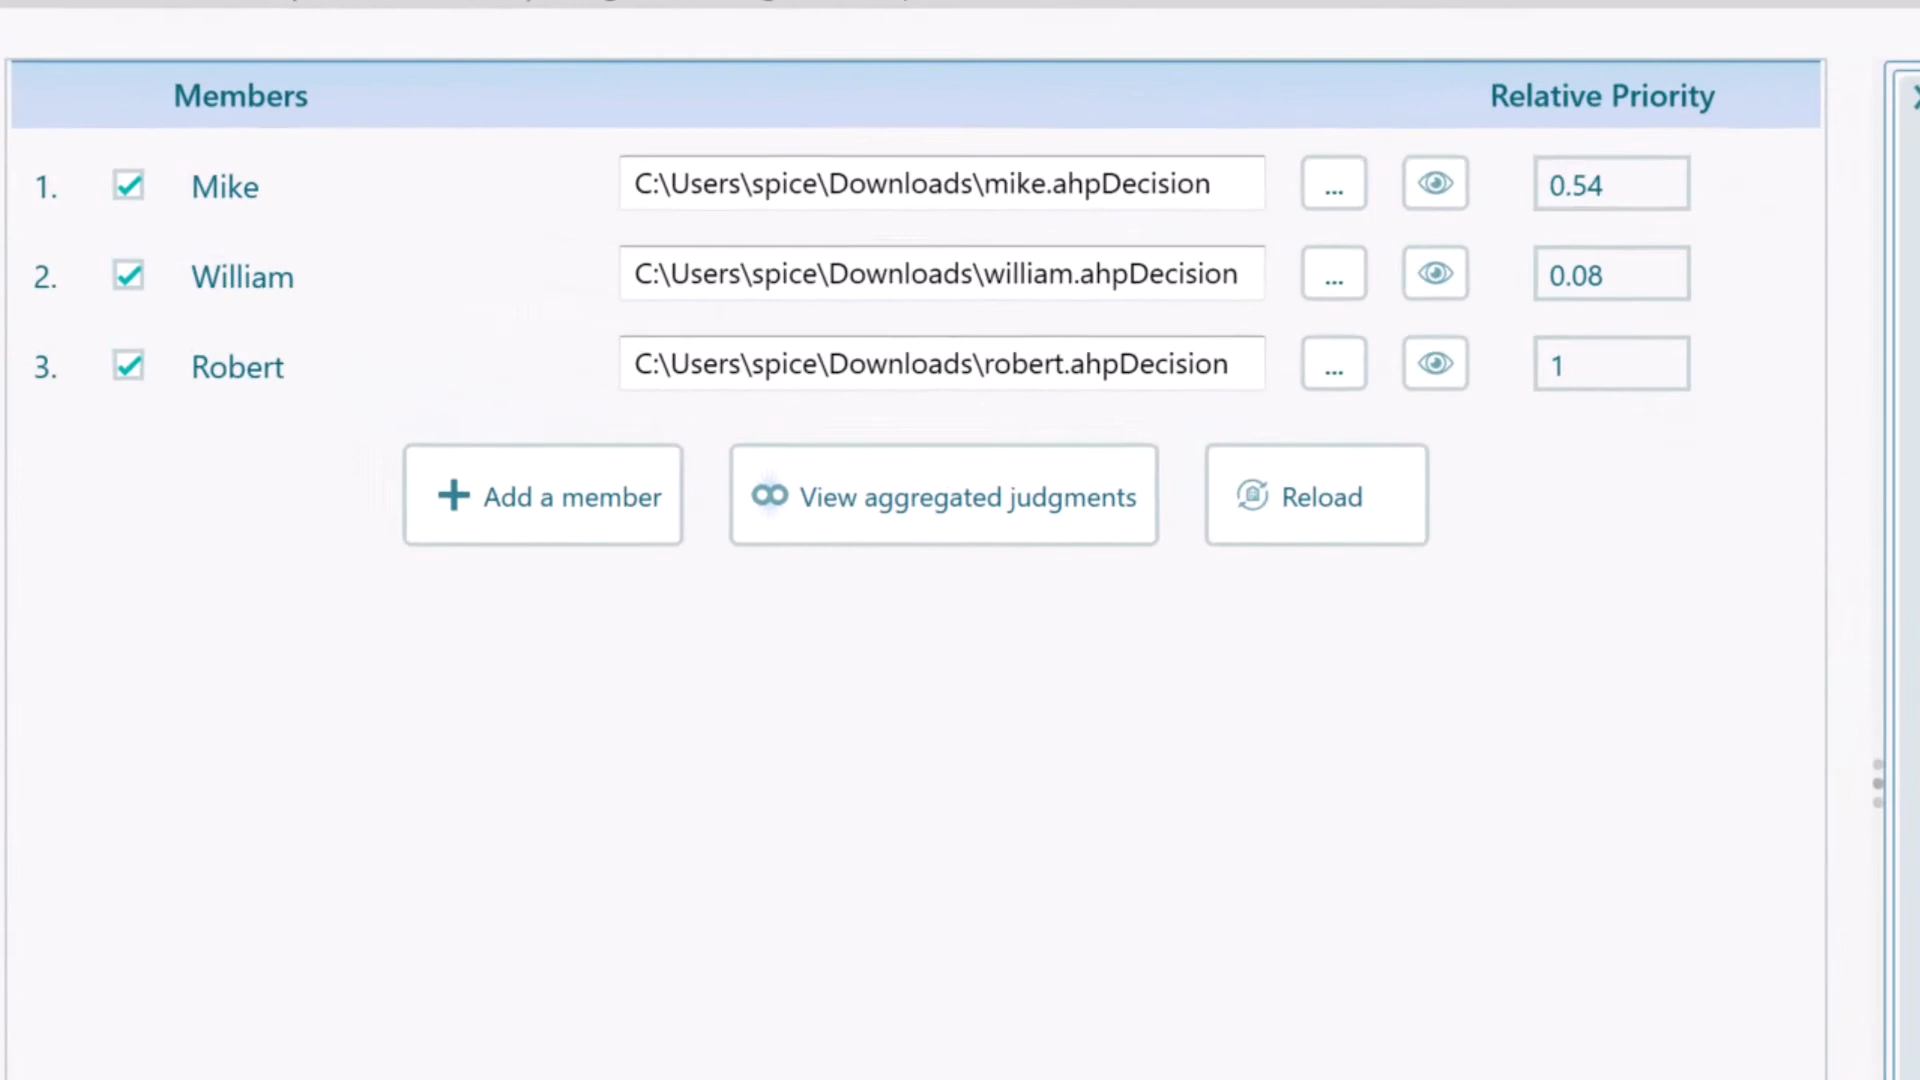 Members Relative Priority
1. Mike C:\Users\spice\Downloads\mike.ahpDecision ... 0.54
2. William C:\Users\spice\Downloads\william.ahpDecision ... 0.08
3. Robert C:\Users\spice\Downloads\robert.ahpDecision ... 1
Add a member View aggregated judgments Reload